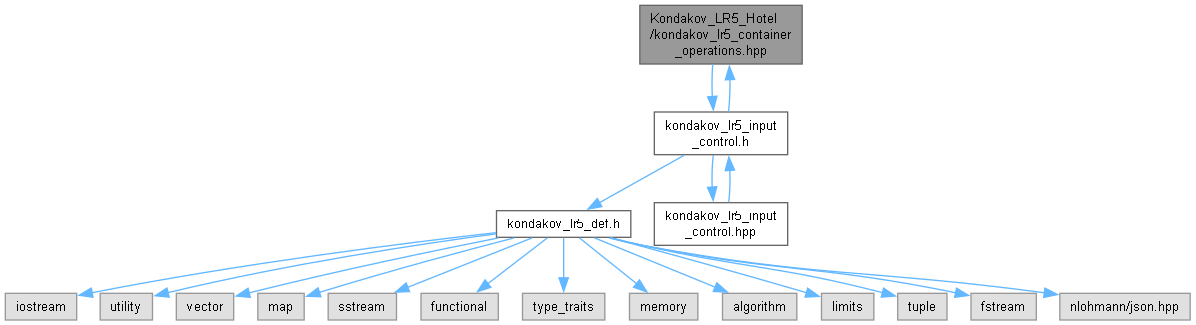 Kondakov_LR5_Hotel
/kondakov_lr5_container
_operations.hpp
kondakov_lr5_input
_control.h
kondakov_lr5_input
_control.hpp
kondakov_lr5_def.h
iostream
utility
vector
map
sstream
functional
type_traits
memory
algorithm
limits
tuple
fstream
nlohmann/json.hpp